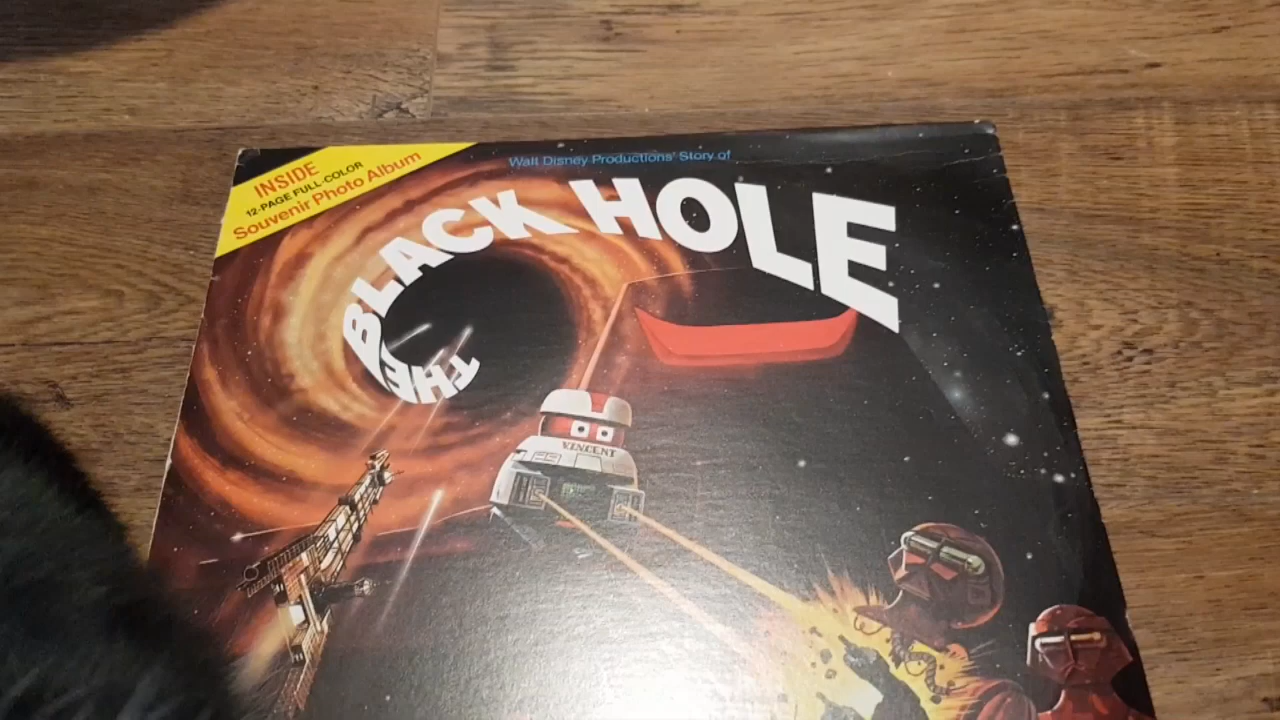 INSIDE
12-PAGE FULL-COLOR
Souvenir Photo Album
Walt Disney Productions' Story of
THE BLACK HOLE
VINCENT